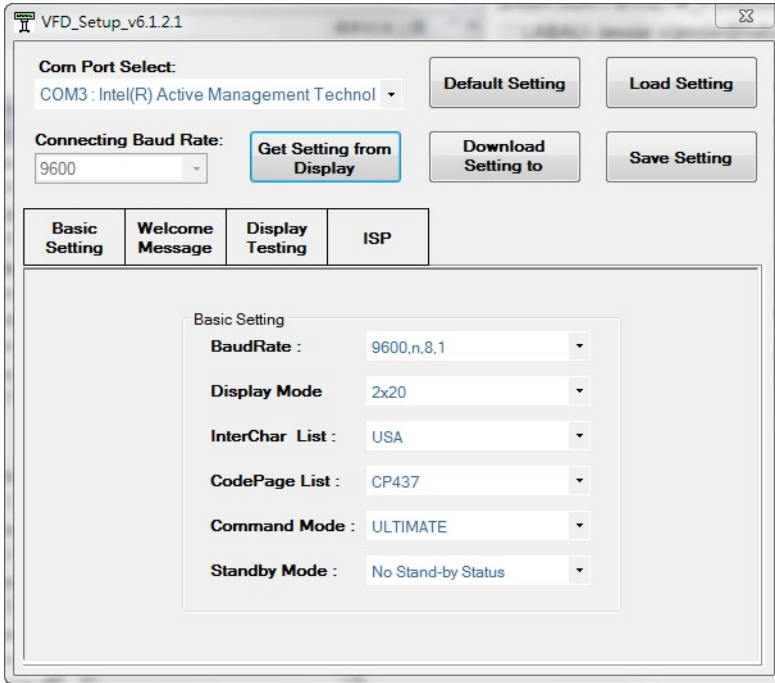 VFD_Setup_v6.1.2.1
Com Port Select:
COM3 : Intel(R) Active Management Technol
Default Setting
Load Setting
Connecting Baud Rate:
9600
Get Setting from
Display
Download
Setting to
Save Setting
Basic
Setting
Welcome
Message
Display
Testing
ISP
Basic Setting
BaudRate :
9600,n,8,1
Display Mode
2x20
InterChar List :
USA
CodePage List :
CP437
Command Mode :
ULTIMATE
Standby Mode :
No Stand-by Status